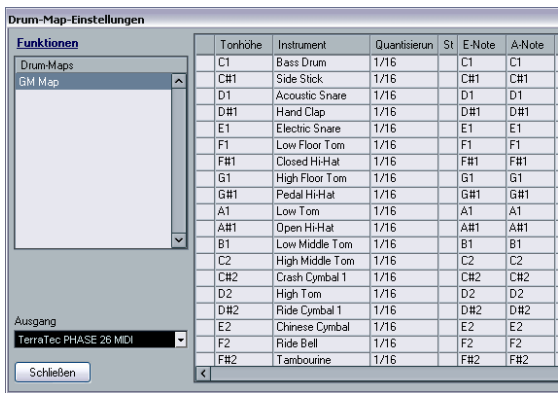 Drum-Map-Einstellungen
Funktionen
Drum-Maps
GM Map
Ausgang
TerraTec PHASE 26 MIDI
Schließen
Tonhöhe Instrument Quantisierun St E-Note A-Note
C1 Bass Drum 1/16 C1 C1
C#1 Side Stick 1/16 C#1 C#1
D1 Acoustic Snare 1/16 D1 D1
D#1 Hand Clap 1/16 D#1 D#1
E1 Electric Snare 1/16 E1 E1
F1 Low Floor Tom 1/16 F1 F1
F#1 Closed Hi-Hat 1/16 F#1 F#1
G1 High Floor Tom 1/16 G1 G1
G#1 Pedal Hi-Hat 1/16 G#1 G#1
A1 Low Tom 1/16 A1 A1
A#1 Open Hi-Hat 1/16 A#1 A#1
B1 Low Middle Tom 1/16 B1 B1
C2 High Middle Tom 1/16 C2 C2
C#2 Crash Cymbal 1 1/16 C#2 C#2
D2 High Tom 1/16 D2 D2
D#2 Ride Cymbal 1 1/16 D#2 D#2
E2 Chinese Cymbal 1/16 E2 E2
F2 Ride Bell 1/16 F2 F2
F#2 Tambourine 1/16 F#2 F#2